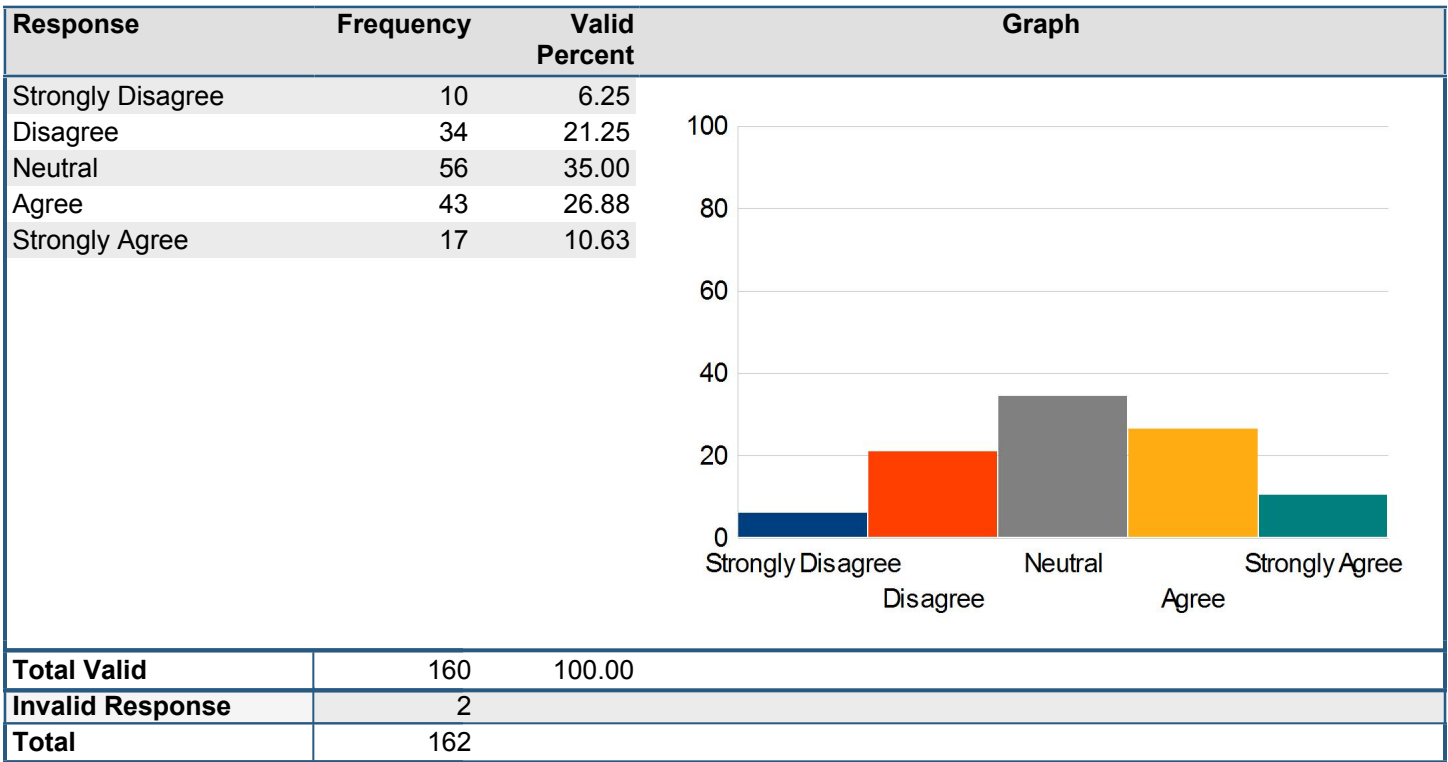 Response Frequency Valid Percent Graph
Strongly Disagree 10 6.25
Disagree 34 21.25
Neutral 56 35.00
Agree 43 26.88
Strongly Agree 17 10.63
100
80
60
40
20
0
Strongly Disagree Neutral Strongly Agree
Disagree Agree
Total Valid 160 100.00
Invalid Response 2
Total 162